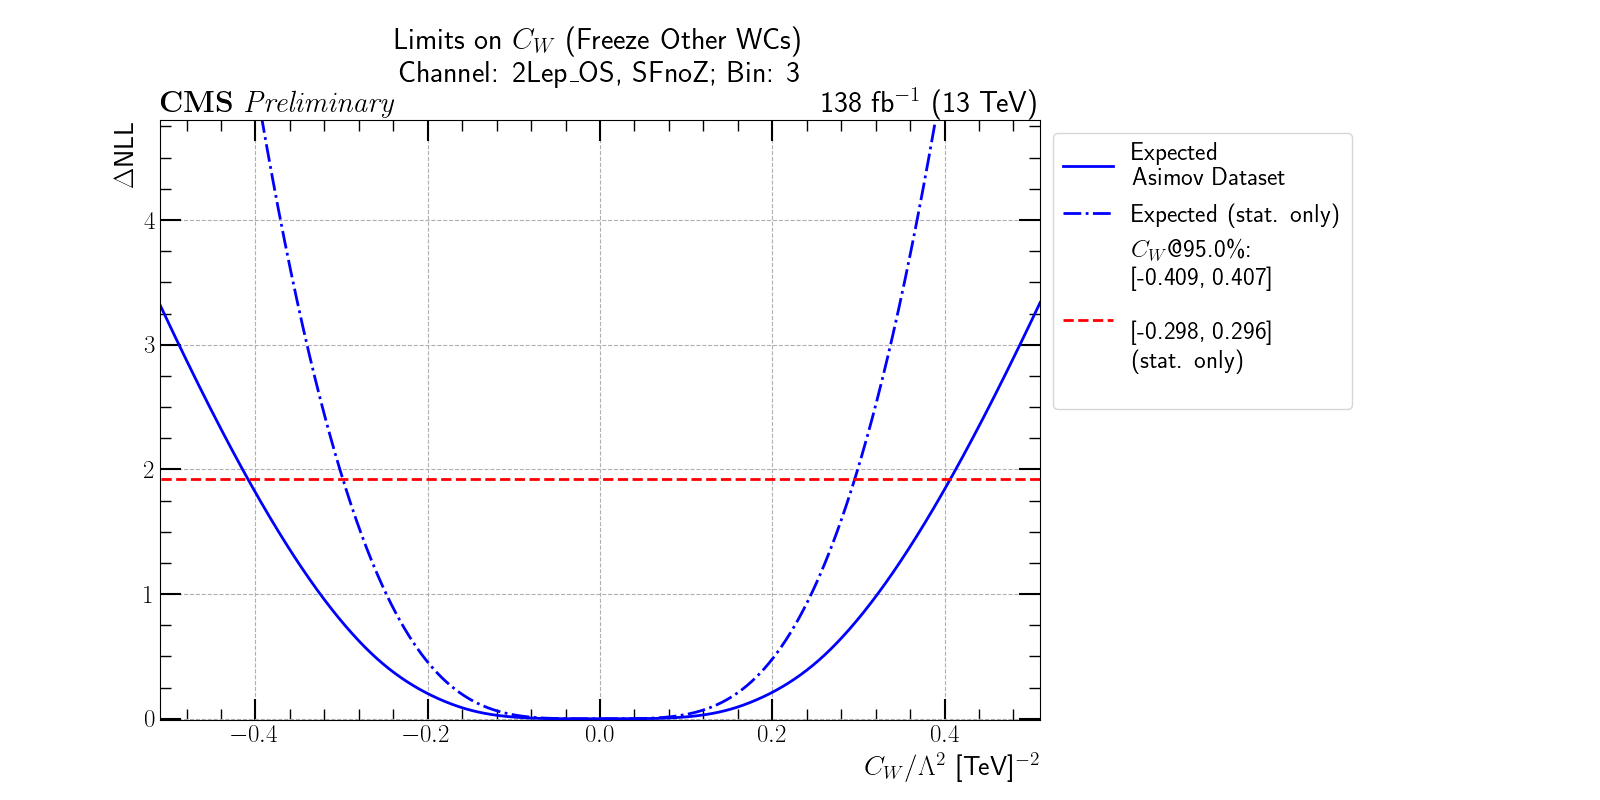 Limits on C_W (Freeze Other WCs)
Channel: 2Lep_OS, SFnoZ; Bin: 3
CMS Preliminary
138 fb⁻¹ (13 TeV)
ΔNLL
4
3
2
1
0
−0.4
−0.2
0.0
0.2
0.4
C_W/Λ² [TeV]⁻²
Expected
Asimov Dataset
Expected (stat. only)
C_W@95.0%:
[-0.409, 0.407]
[-0.298, 0.296]
(stat. only)